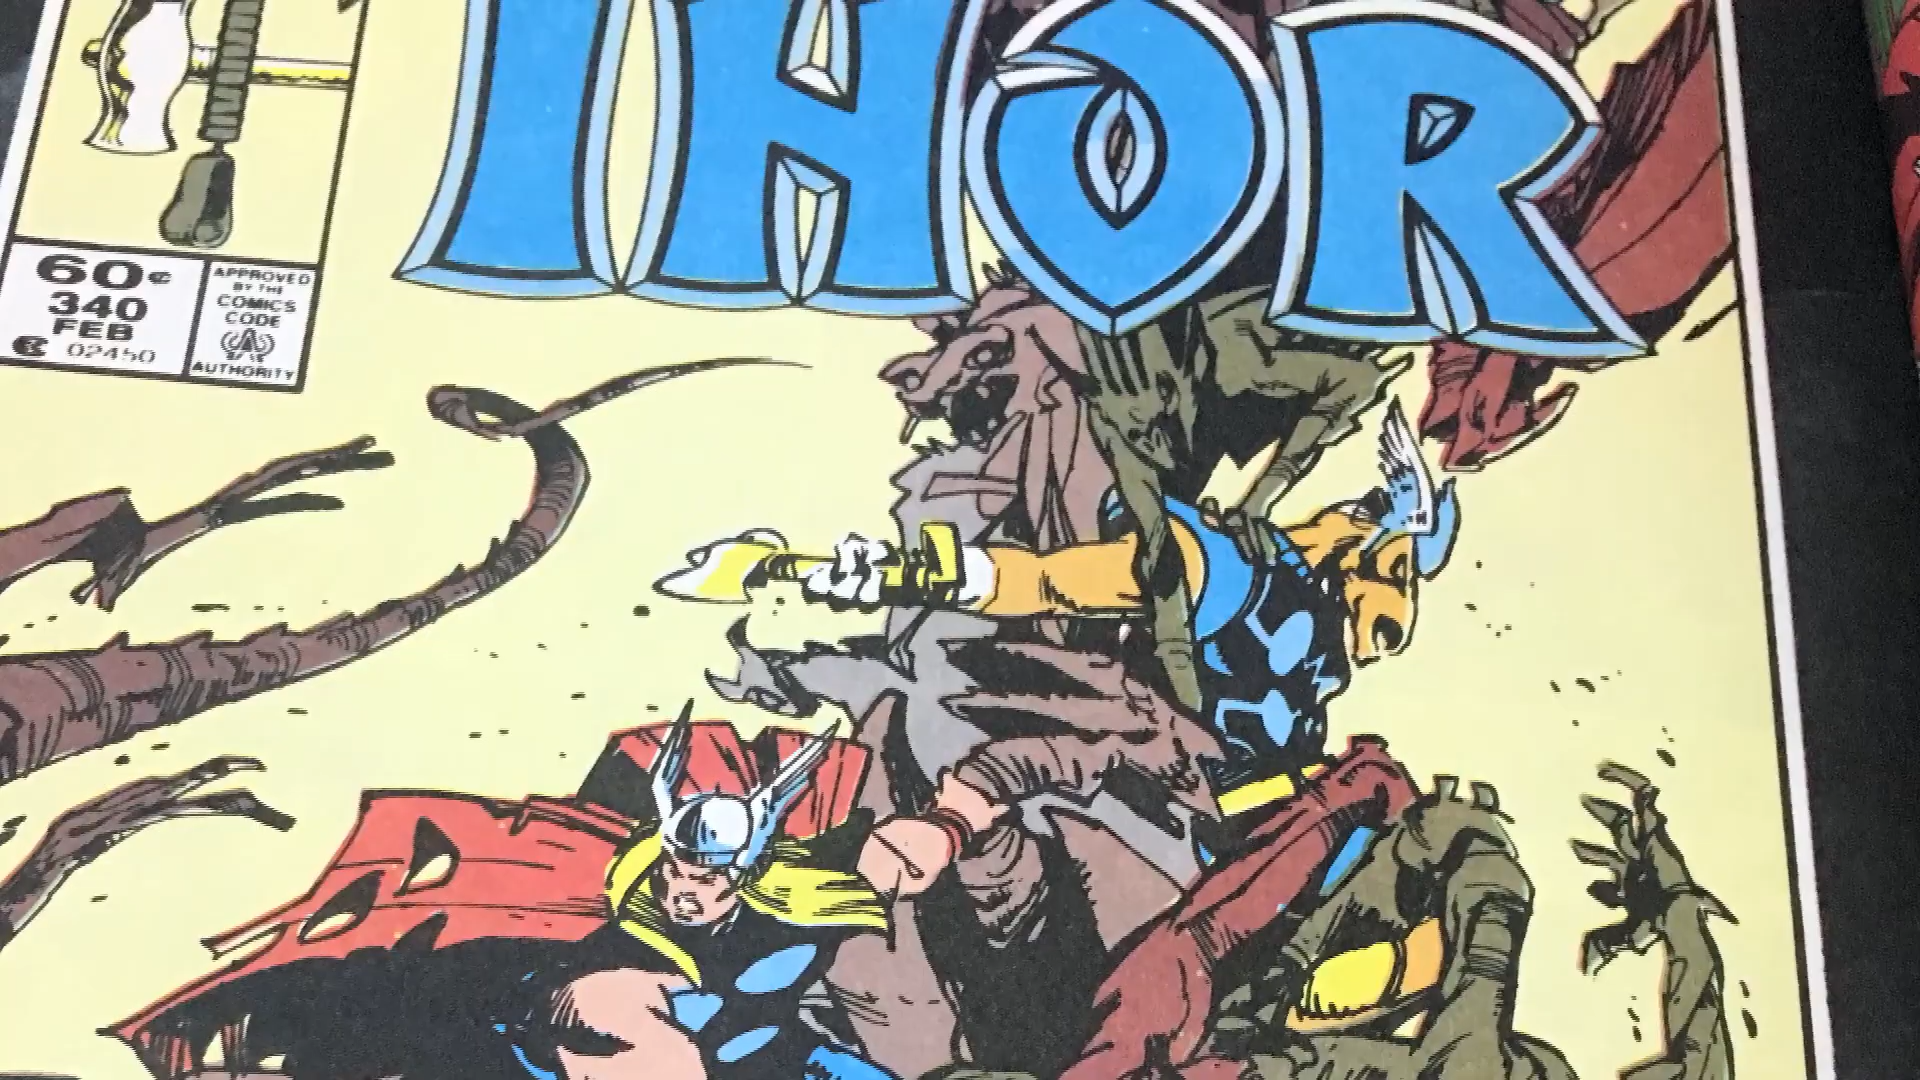 THOR
60¢
340
FEB
02450
APPROVED
BY THE
COMICS
CODE
AUTHORITY